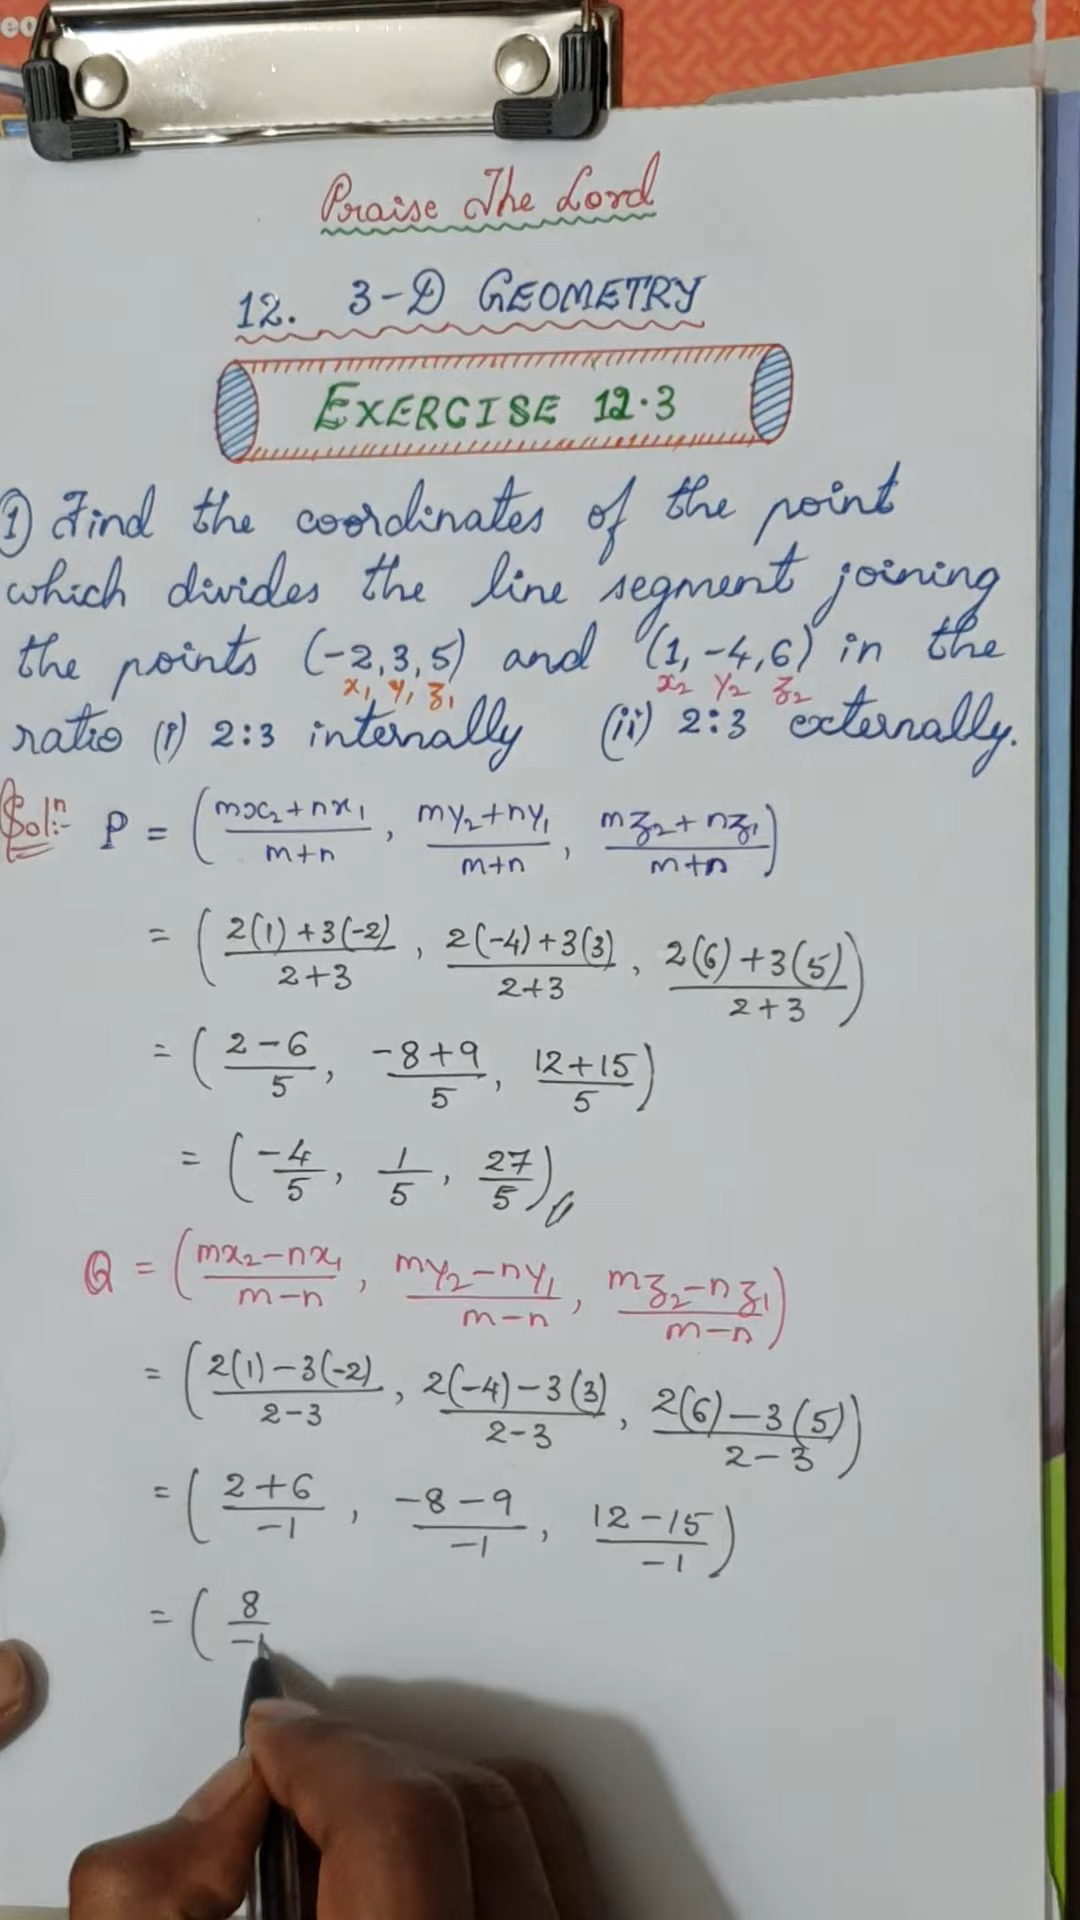 eo
Praise The Lord
12. 3-D GEOMETRY
EXERCISE 12.3
1) Find the coordinates of the point
which divides the line segment joining
the points (-2,3,5) and (1,-4,6) in the
x₁ y₁ z₁ x₂ y₂ z₂
ratio (i) 2:3 internally (ii) 2:3 externally.
Solⁿ:- P = ( (mx₂+nx₁)/(m+n) , (my₂+ny₁)/(m+n) , (mz₂+nz₁)/(m+n) )
= ( (2(1)+3(-2))/(2+3) , (2(-4)+3(3))/(2+3) , (2(6)+3(5))/(2+3) )
= ( (2-6)/5 , (-8+9)/5 , (12+15)/5 )
= ( -4/5 , 1/5 , 27/5 )
Q = ( (mx₂-nx₁)/(m-n) , (my₂-ny₁)/(m-n) , (mz₂-nz₁)/(m-n) )
= ( (2(1)-3(-2))/(2-3) , (2(-4)-3(3))/(2-3) , (2(6)-3(5))/(2-3) )
= ( (2+6)/-1 , (-8-9)/-1 , (12-15)/-1 )
= ( 8/-1